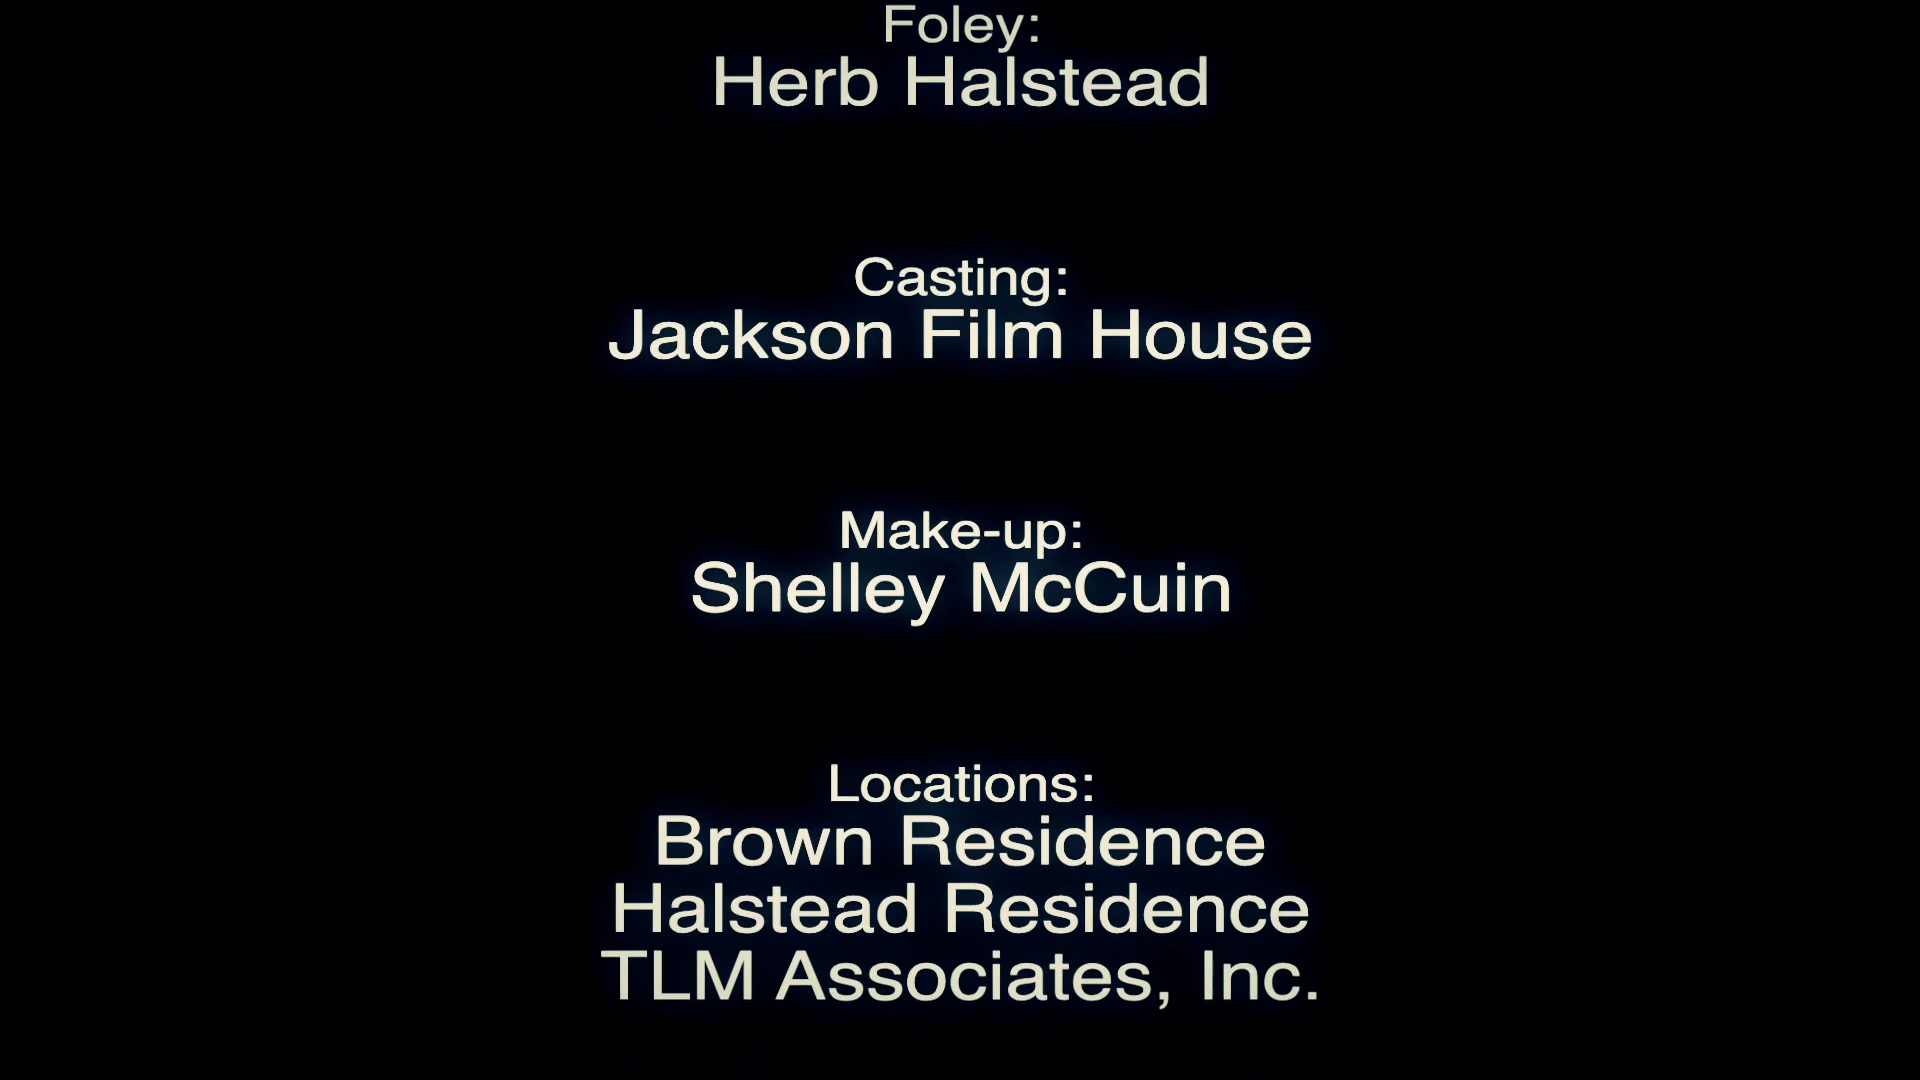 Foley:
Herb Halstead
Casting:
Jackson Film House
Make-up:
Shelley McCuin
Locations:
Brown Residence
Halstead Residence
TLM Associates, Inc.